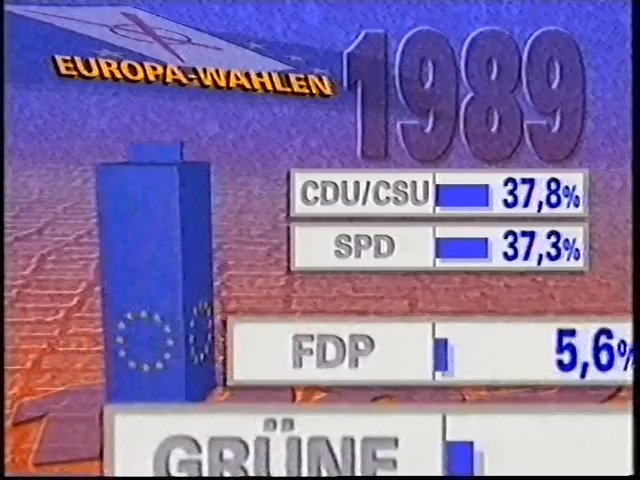 EUROPA-WAHLEN
1989
CDU/CSU 37,8%
SPD 37,3%
FDP 5,6%
GRÜNE